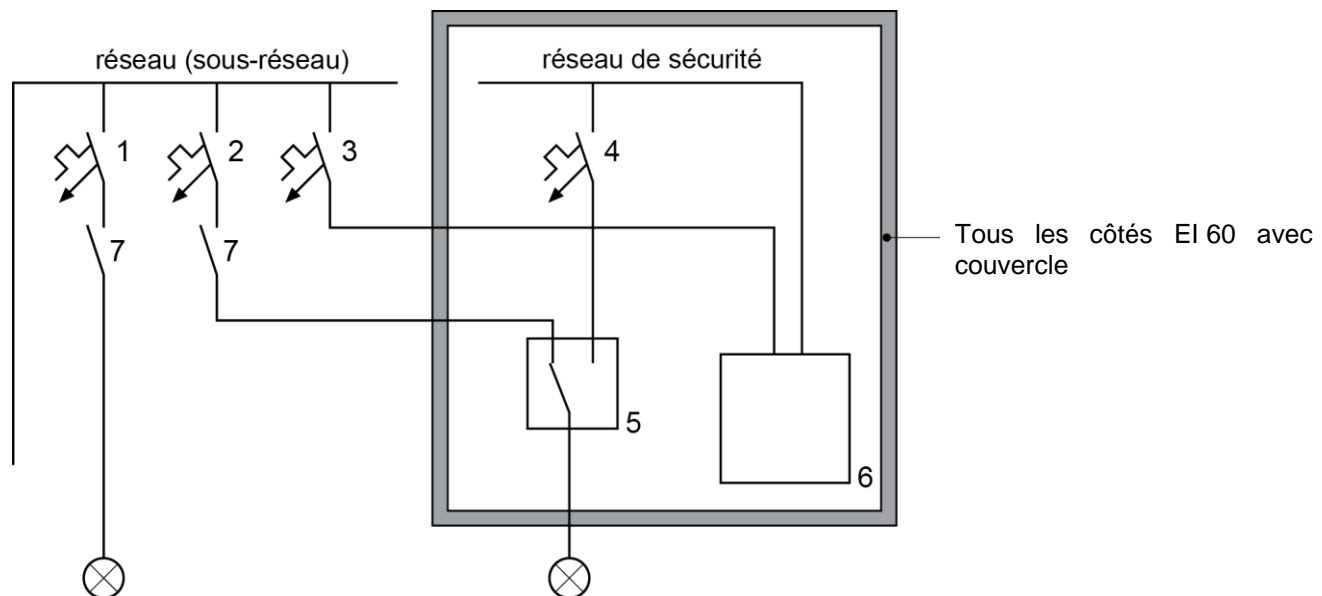 réseau (sous-réseau)
réseau de sécurité
1
2
3
4
7
7
Tous les côtés EI 60 avec
couvercle
5
6